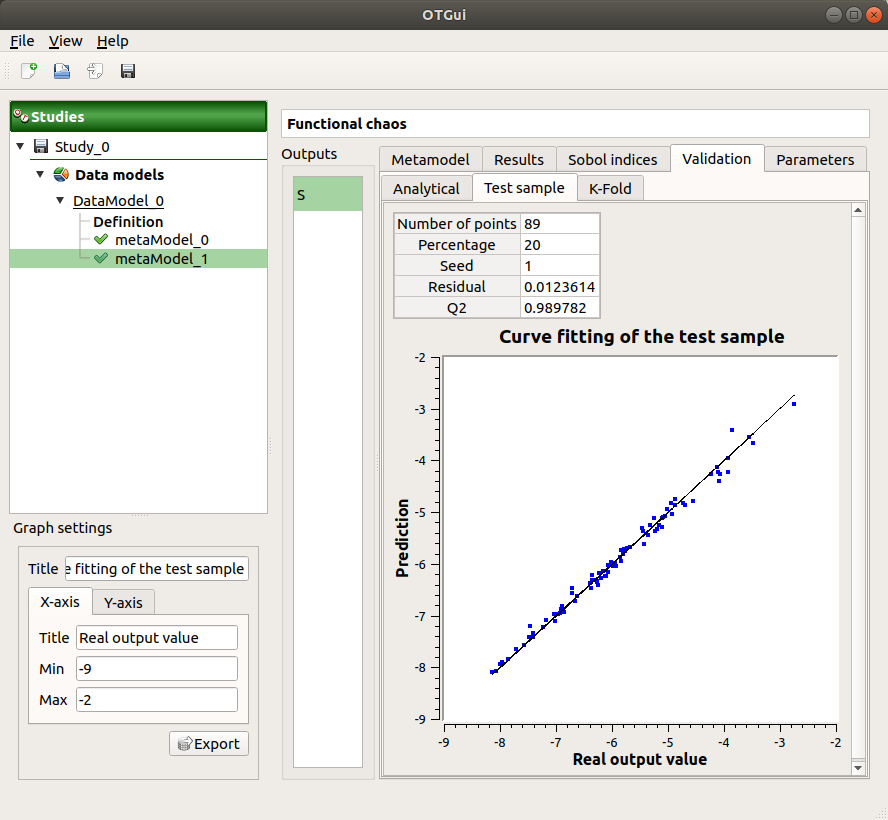 OTGui
File View Help
Studies
Study_0
Data models
DataModel_0
Definition
metaModel_0
metaModel_1
Graph settings
Title e fitting of the test sample
X-axis Y-axis
Title Real output value
Min -9
Max -2
Export
Functional chaos
Outputs
S
Metamodel Results Sobol indices Validation Parameters
Analytical Test sample K-Fold
Number of points 89
Percentage 20
Seed 1
Residual 0.0123614
Q2 0.989782
Curve fitting of the test sample
Prediction
-2
-3
-4
-5
-6
-7
-8
-9
-9 -8 -7 -6 -5 -4 -3 -2
Real output value